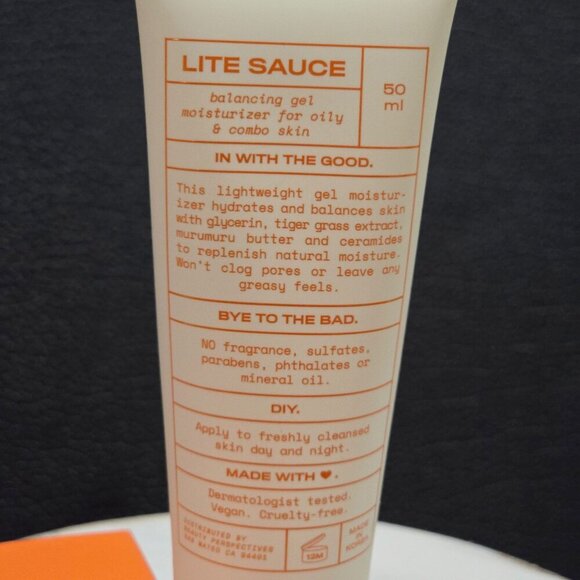 LITE SAUCE
50
ml
balancing gel
moisturizer for oily
& combo skin
IN WITH THE GOOD.
This lightweight gel moistur-
izer hydrates and balances skin
with glycerin, tiger grass extract,
murumuru butter and ceramides
to replenish natural moisture.
Won't clog pores or leave any
greasy feels.
BYE TO THE BAD.
NO fragrance, sulfates,
parabens, phthalates or
mineral oil.
DIY.
Apply to freshly cleansed
skin day and night.
MADE WITH ♥.
Dermatologist tested.
Vegan. Cruelty-free.
DISTRIBUTED BY
BEAUTY PERSPECTIVES
SAN MATEO CA 94401
12M
MADE
IN
KOREA